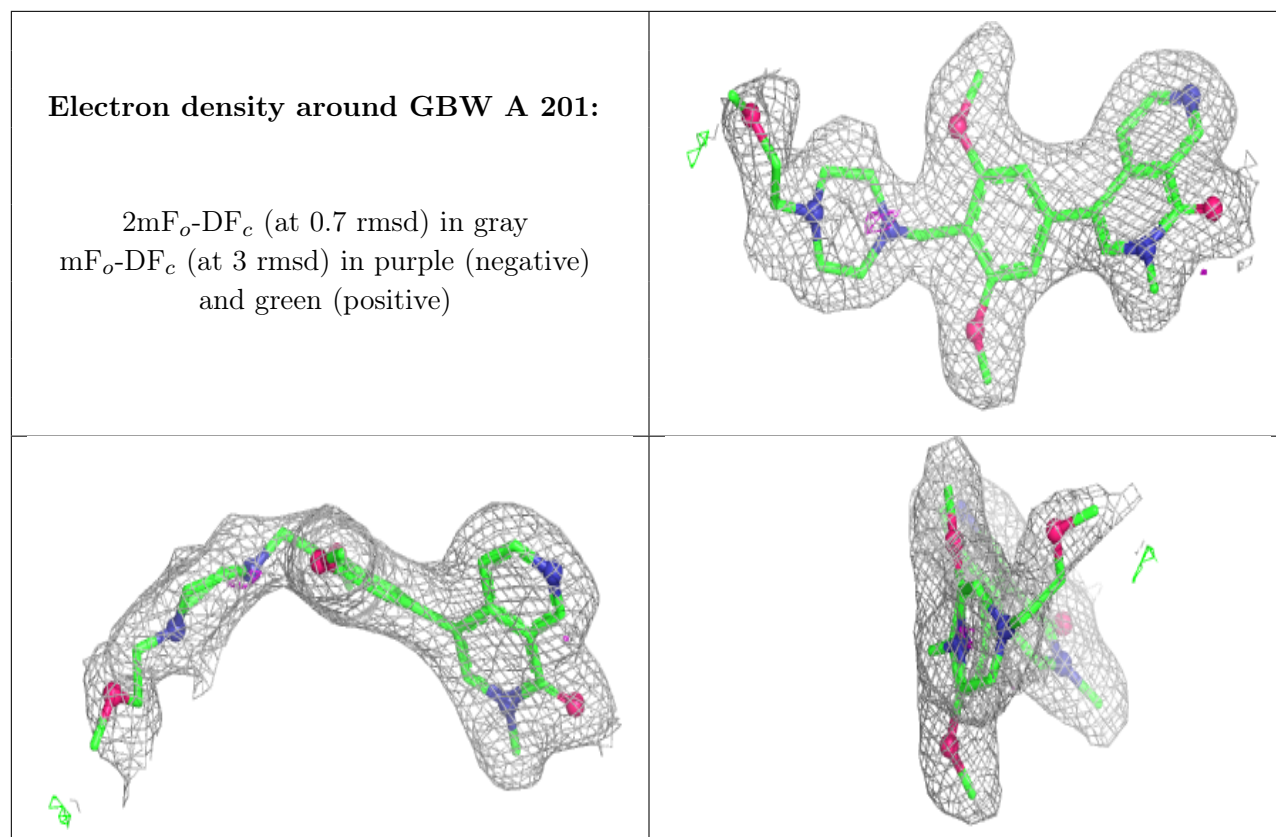 Electron density around GBW A 201:
2mFo-DFc (at 0.7 rmsd) in gray
mFo-DFc (at 3 rmsd) in purple (negative)
and green (positive)